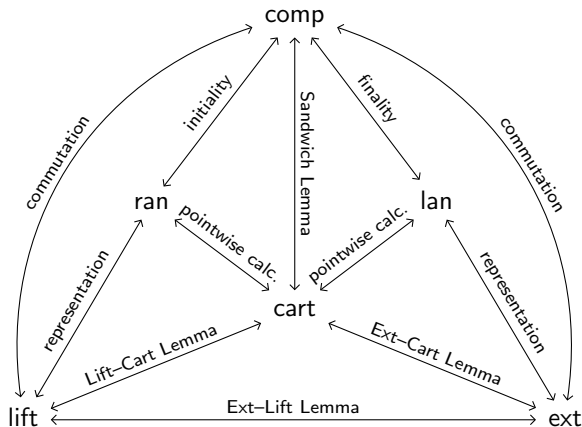 comp
commutation
initiality
Sandwich Lemma
finality
commutation
ran
lan
pointwise calc.
pointwise calc.
representation
cart
representation
Lift–Cart Lemma
Ext–Cart Lemma
lift
Ext–Lift Lemma
ext